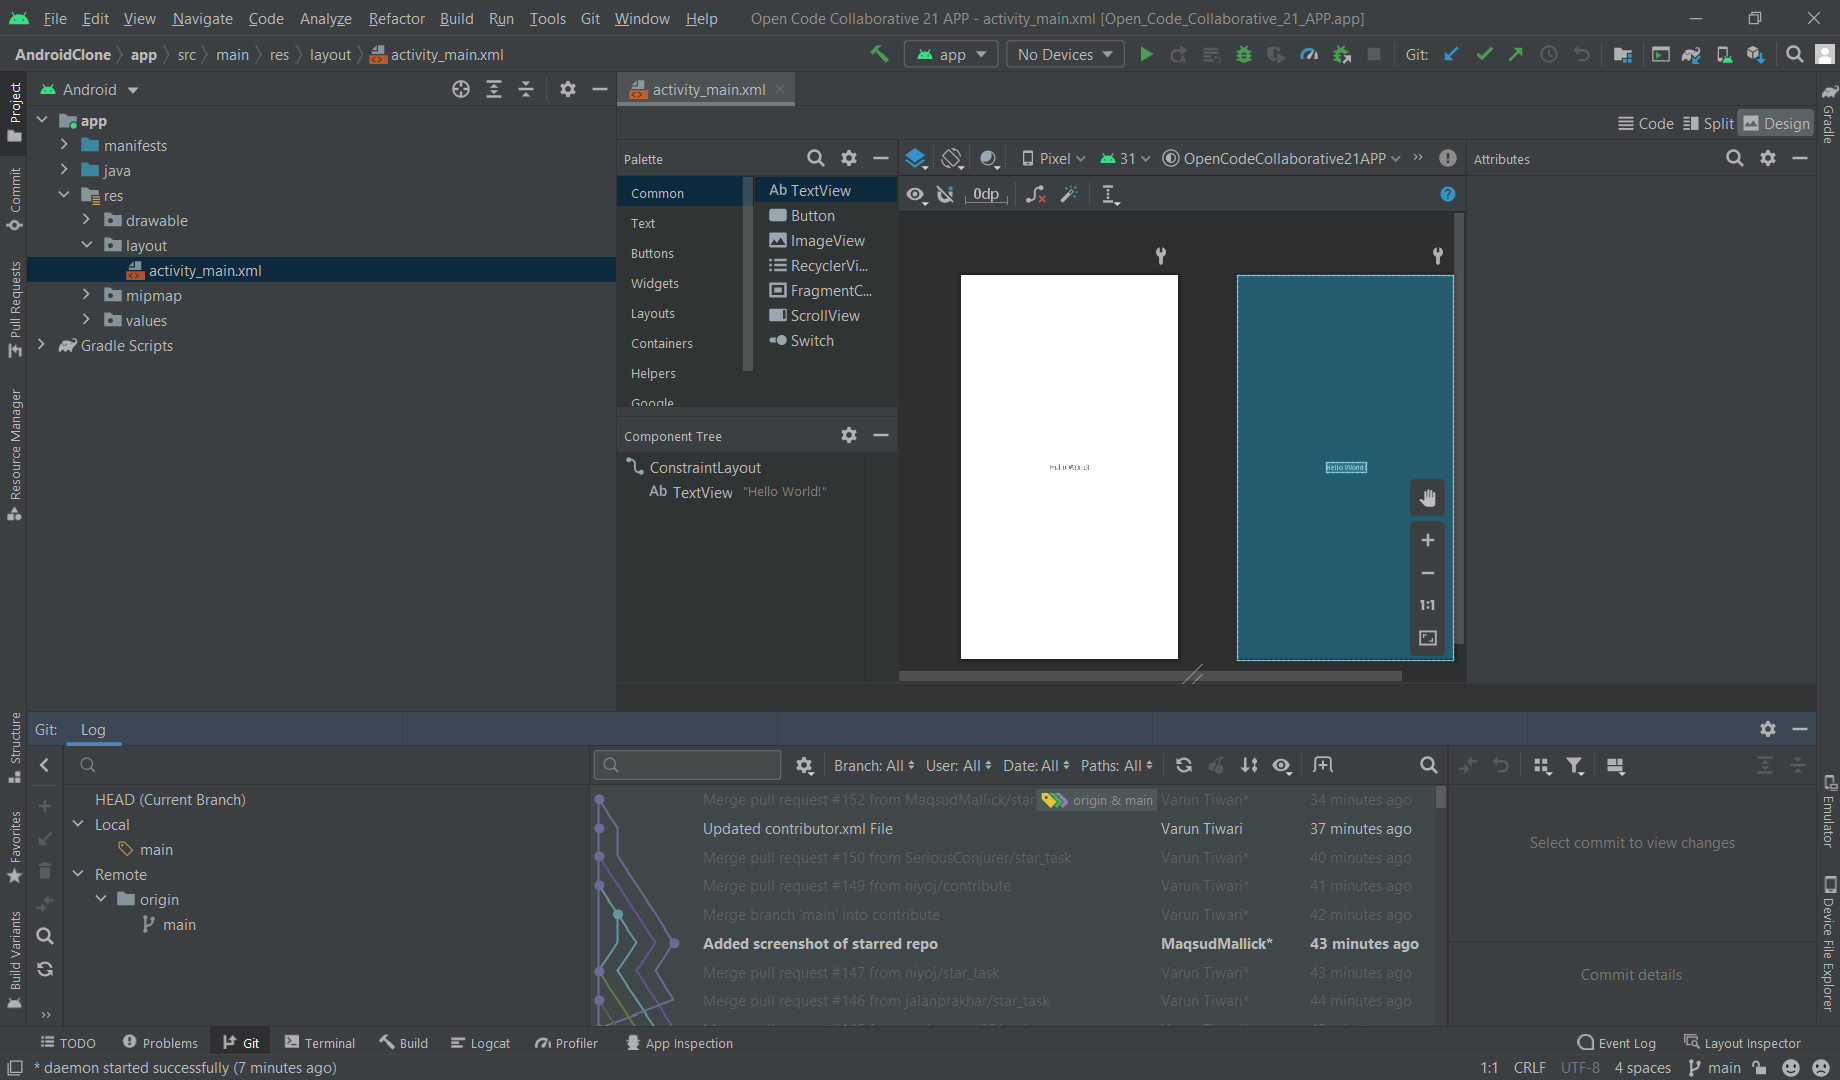 File Edit View Navigate Code Analyze Refactor Build Run Tools Git Window Help Open Code Collaborative 21 APP - activity_main.xml [Open_Code_Collaborative_21_APP.app]
AndroidClone app src main res layout activity_main.xml app No Devices Git:
Project
Commit
Pull Requests
Resource Manager
Structure
Favorites
Build Variants
Android
app
manifests
java
res
drawable
layout
activity_main.xml
mipmap
values
Gradle Scripts
activity_main.xml
Code Split Design
Palette
Common
Text
Buttons
Widgets
Layouts
Containers
Helpers
Google
Ab TextView
Button
ImageView
RecyclerVi...
FragmentC...
ScrollView
Switch
Pixel 31 OpenCodeCollaborative21APP
0dp
Component Tree
ConstraintLayout
Ab TextView "Hello World!"
Hello World!
Hello World!
1:1
Attributes
Gradle
Emulator
Device File Explorer
Git: Log
HEAD (Current Branch)
Local
main
Remote
origin
main
Branch: All User: All Date: All Paths: All
Merge pull request #152 from MaqsudMallick/star origin & main Varun Tiwari* 34 minutes ago
Updated contributor.xml File Varun Tiwari 37 minutes ago
Merge pull request #150 from SeriousConjurer/star_task Varun Tiwari* 40 minutes ago
Merge pull request #149 from niyoj/contribute Varun Tiwari* 41 minutes ago
Merge branch 'main' into contribute Varun Tiwari* 42 minutes ago
Added screenshot of starred repo MaqsudMallick* 43 minutes ago
Merge pull request #147 from niyoj/star_task Varun Tiwari* 43 minutes ago
Merge pull request #146 from jalanprakhar/star_task Varun Tiwari* 44 minutes ago
Select commit to view changes
Commit details
TODO Problems Git Terminal Build Logcat Profiler App Inspection Event Log Layout Inspector
* daemon started successfully (7 minutes ago) 1:1 CRLF UTF-8 4 spaces main